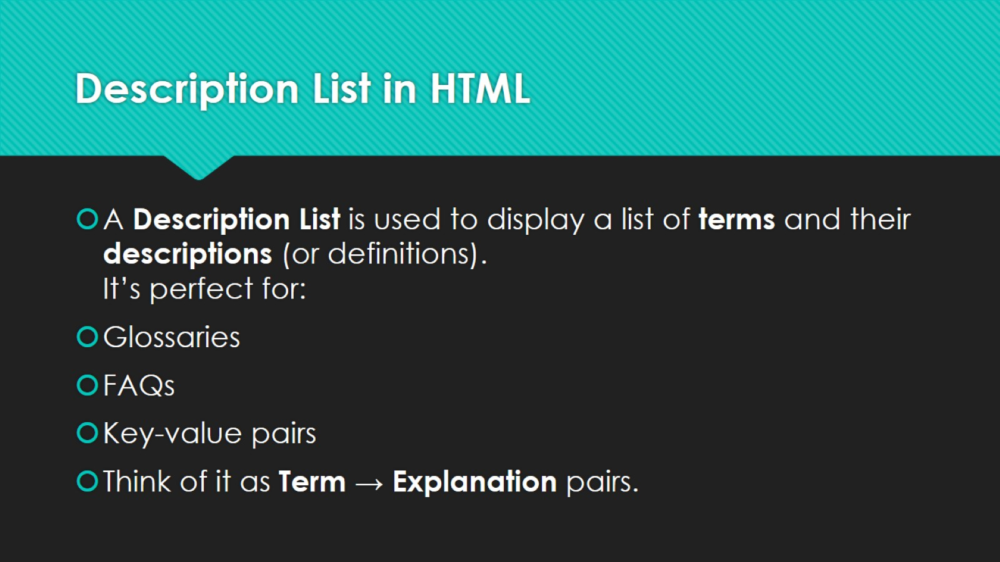 Description List in HTML
A Description List is used to display a list of terms and their
descriptions (or definitions).
It’s perfect for:
Glossaries
FAQs
Key-value pairs
Think of it as Term → Explanation pairs.